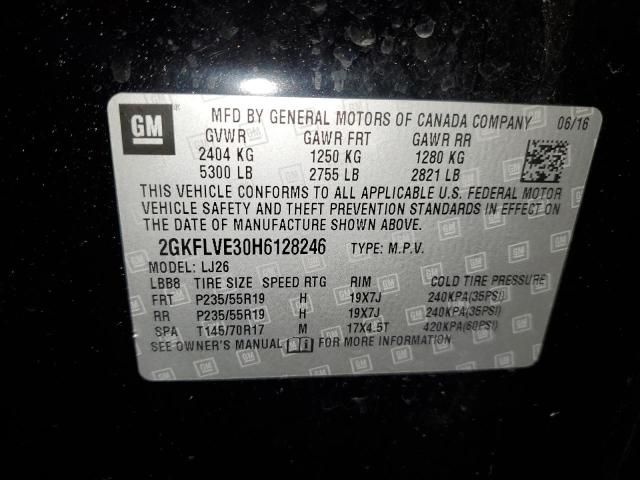 GM
MFD BY GENERAL MOTORS OF CANADA COMPANY 06/16
GVWR GAWR FRT GAWR RR
2404 KG 1250 KG 1280 KG
5300 LB 2755 LB 2821 LB
THIS VEHICLE CONFORMS TO ALL APPLICABLE U.S. FEDERAL MOTOR
VEHICLE SAFETY AND THEFT PREVENTION STANDARDS IN EFFECT ON
THE DATE OF MANUFACTURE SHOWN ABOVE.
2GKFLVE30H6128246 TYPE: M.P.V.
MODEL: LJ26
LBB8 TIRE SIZE SPEED RTG RIM COLD TIRE PRESSURE
FRT P235/55R19 H 19X7J 240KPA(35PSI)
RR P235/55R19 H 19X7J 240KPA(35PSI)
SPA T145/70R17 M 17X4.5T 420KPA(60PSI)
SEE OWNER'S MANUAL FOR MORE INFORMATION